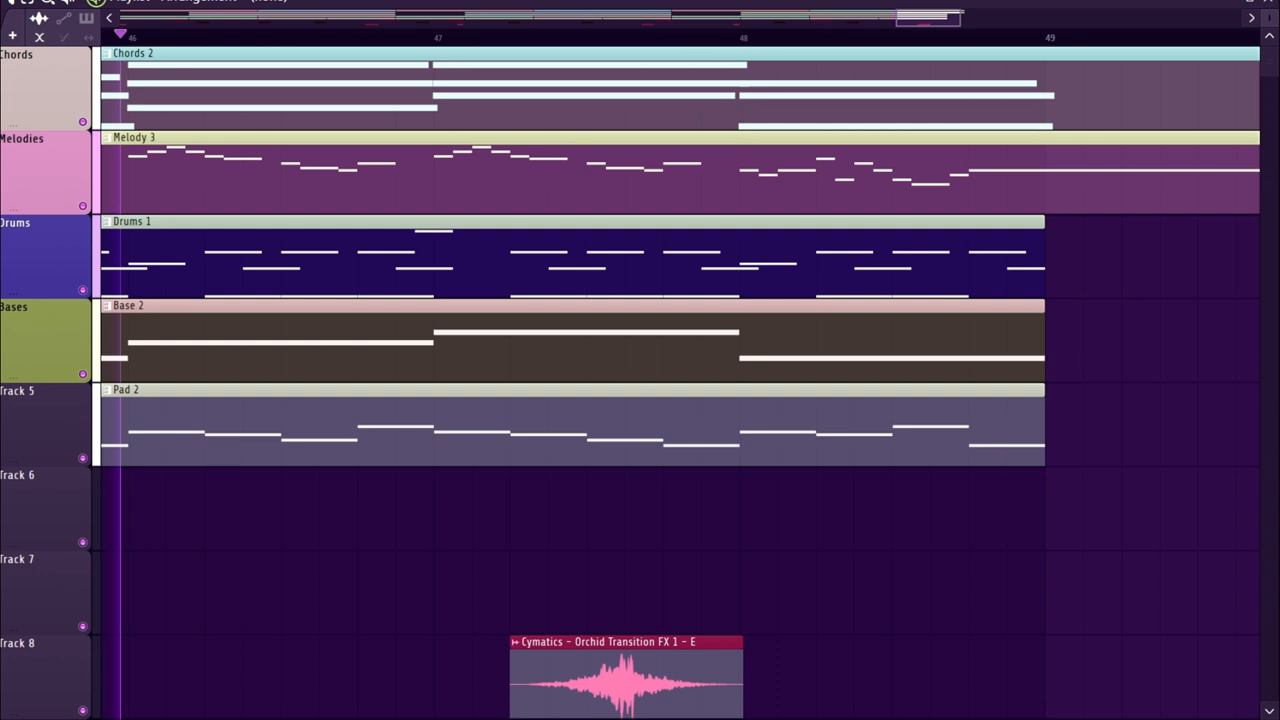 46 47 48 49
Chords
Chords 2
Melodies
Melody 3
Drums
Drums 1
Bases
Base 2
Track 5
Pad 2
Track 6
Track 7
Track 8
Cymatics - Orchid Transition FX 1 - E